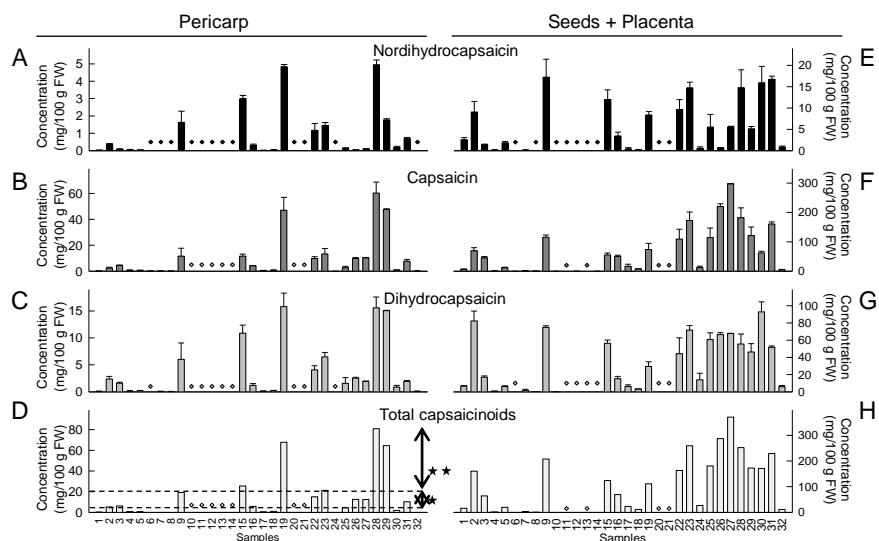 Pericarp
Seeds + Placenta
A
Nordihydrocapsaicin
E
Concentration
(mg/100 g FW)
5
4
3
2
1
0
20
15
10
5
0
Concentration
(mg/100 g FW)
B
Capsaicin
F
Concentration
(mg/100 g FW)
60
40
20
0
300
200
100
0
Concentration
(mg/100 g FW)
C
Dihydrocapsaicin
G
Concentration
(mg/100 g FW)
15
10
5
0
100
80
60
40
20
0
Concentration
(mg/100 g FW)
D
Total capsaicinoids
H
Concentration
(mg/100 g FW)
80
60
40
20
0
400
300
200
100
0
Concentration
(mg/100 g FW)
1 2 3 4 5 6 7 8 9 10 11 12 13 14 15 16 17 18 19 20 21 22 23 24 25 26 27 28 29 30 31 32
Samples
1 2 3 4 5 6 7 8 9 10 11 12 13 14 15 16 17 18 19 20 21 22 23 24 25 26 27 28 29 30 31 32
Samples